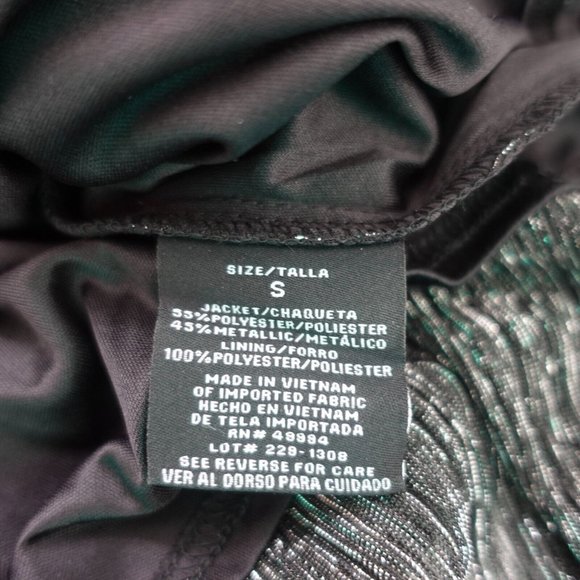 SIZE/TALLA
S
JACKET/CHAQUETA
55%POLYESTER/POLIESTER
45%METALLIC/METÁLICO
LINING/FORRO
100%POLYESTER/POLIESTER
MADE IN VIETNAM
OF IMPORTED FABRIC
HECHO EN VIETNAM
DE TELA IMPORTADA
RN# 49984
LOT# 229-1308
SEE REVERSE FOR CARE
VER AL DORSO PARA CUIDADO